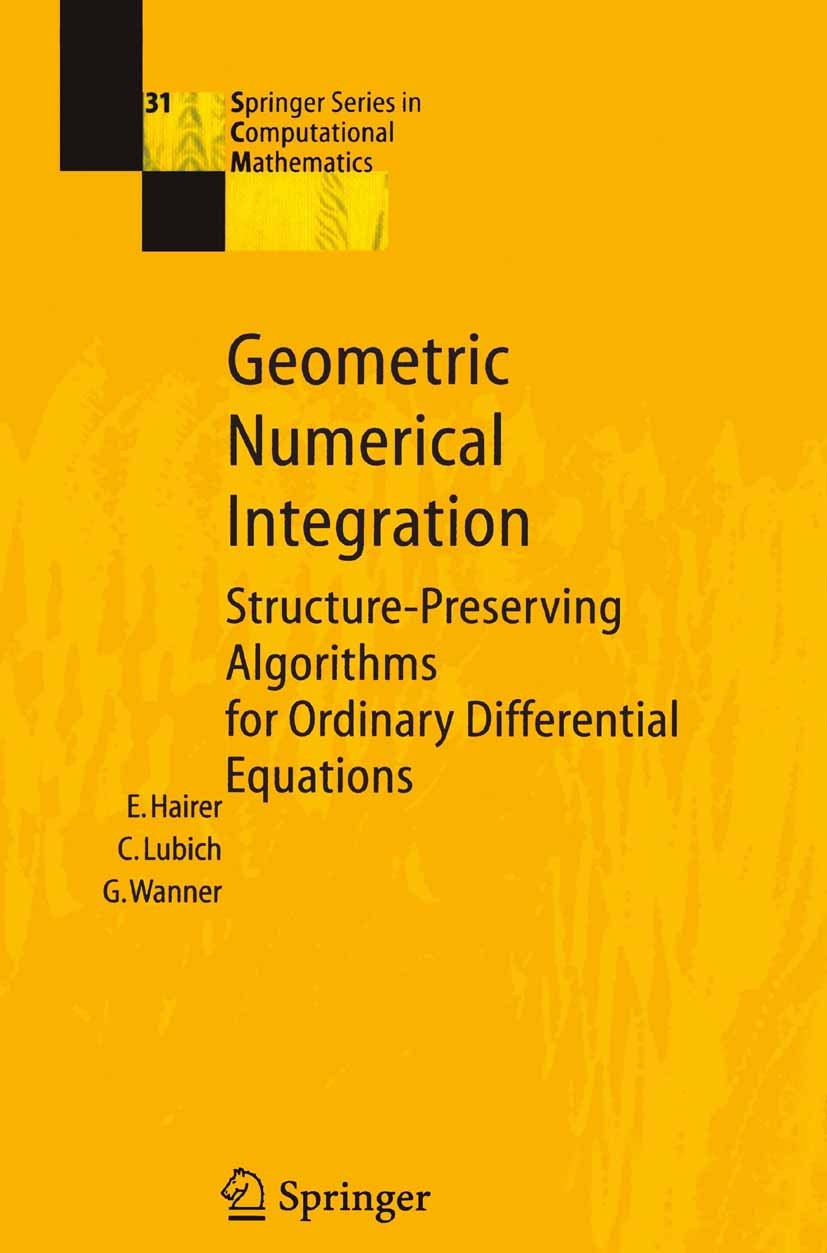 31
Springer Series in
Computational
Mathematics
Geometric
Numerical
Integration
Structure-Preserving
Algorithms
for Ordinary Differential
Equations
E. Hairer
C. Lubich
G. Wanner
Springer